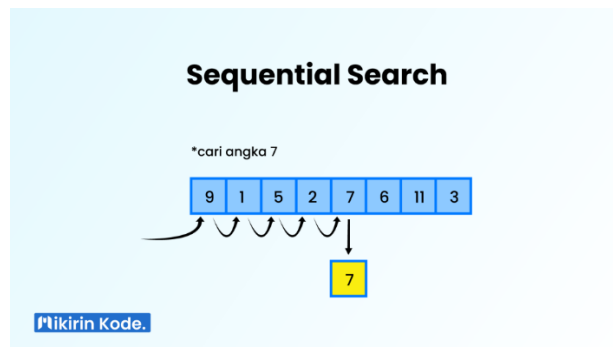 Sequential Search
*cari angka 7
9 1 5 2 7 6 11 3
7
Mikirin Kode.